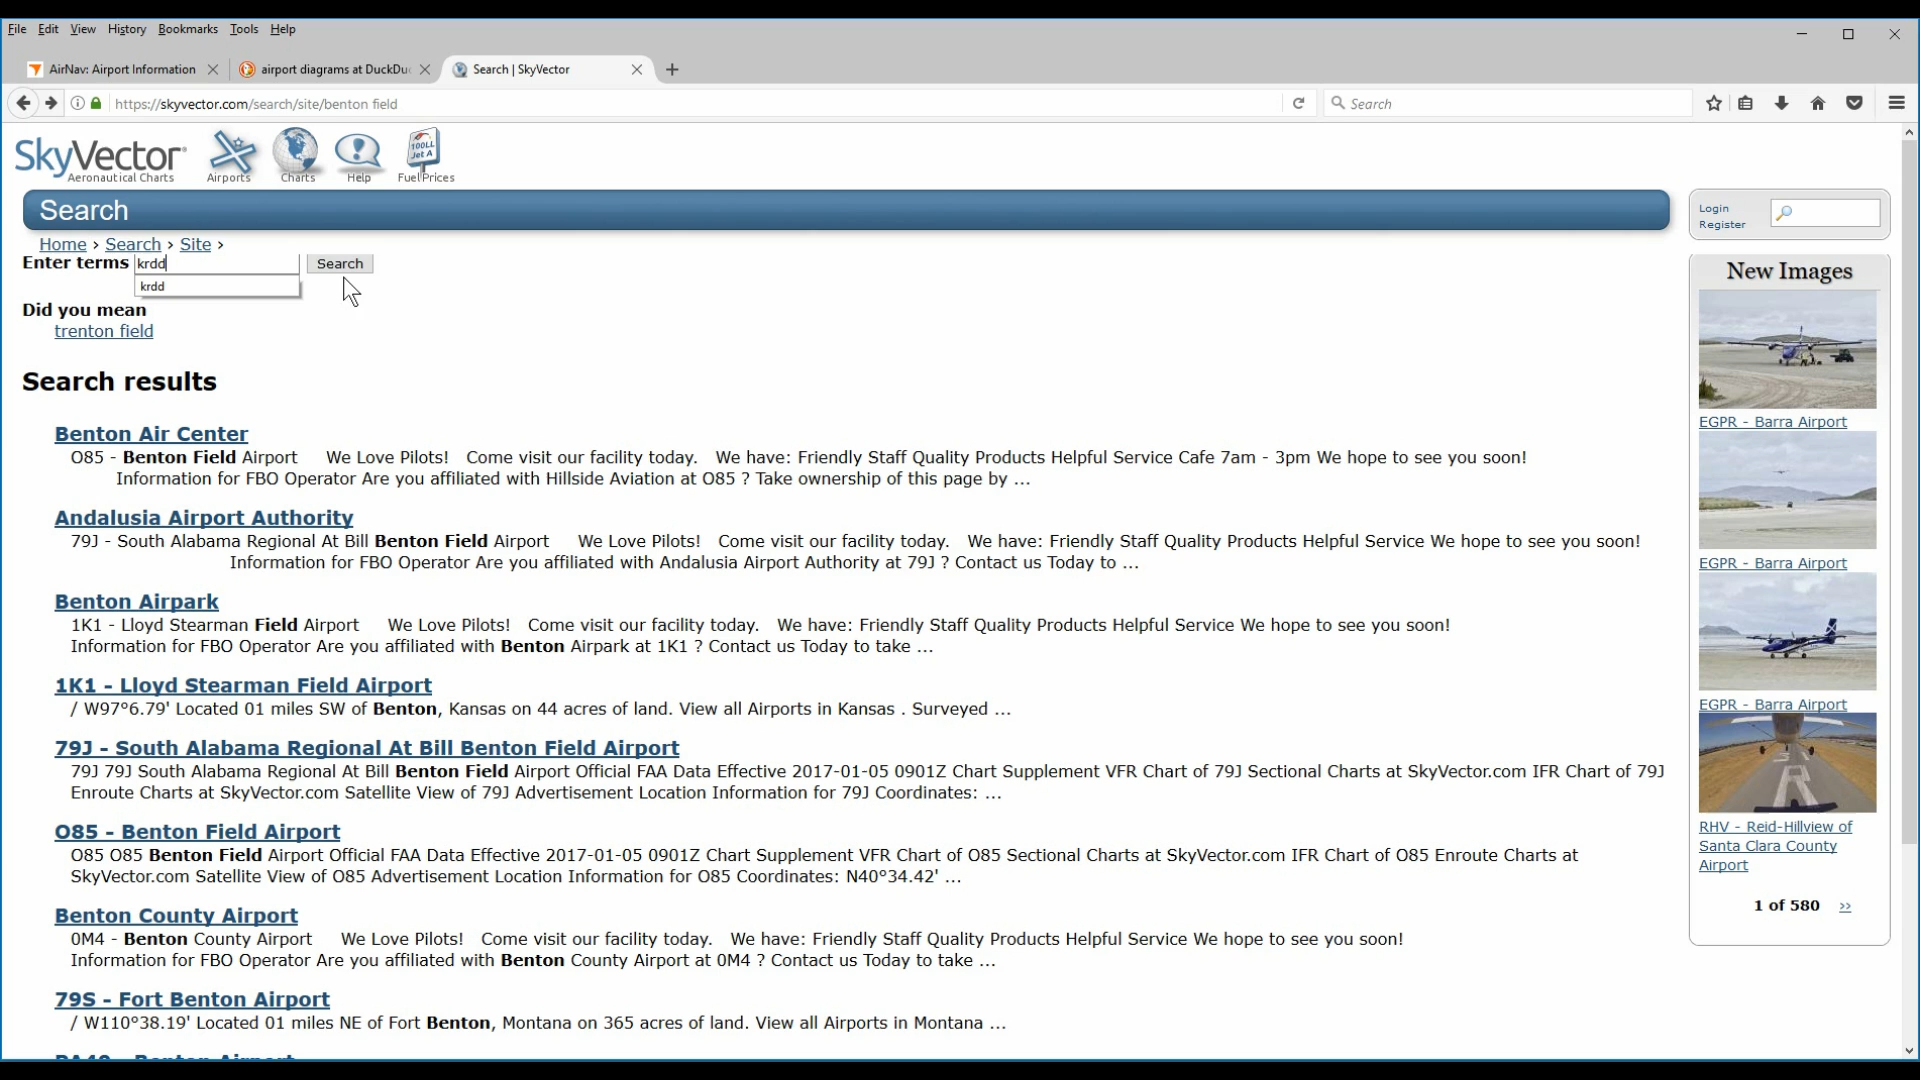 File Edit View History Bookmarks Tools Help
AirNav: Airport Information
airport diagrams at DuckDu
Search | SkyVector
https://skyvector.com/search/site/benton field
Search
SkyVector
Aeronautical Charts
Airports
Charts
Help
100LL
Jet A
Fuel Prices
Search
Login
Register
Home › Search › Site ›
Enter terms krdd Search
krdd
Did you mean
trenton field
Search results
Benton Air Center
O85 - Benton Field Airport We Love Pilots! Come visit our facility today. We have: Friendly Staff Quality Products Helpful Service Cafe 7am - 3pm We hope to see you soon!
Information for FBO Operator Are you affiliated with Hillside Aviation at O85 ? Take ownership of this page by ...
Andalusia Airport Authority
79J - South Alabama Regional At Bill Benton Field Airport We Love Pilots! Come visit our facility today. We have: Friendly Staff Quality Products Helpful Service We hope to see you soon!
Information for FBO Operator Are you affiliated with Andalusia Airport Authority at 79J ? Contact us Today to ...
Benton Airpark
1K1 - Lloyd Stearman Field Airport We Love Pilots! Come visit our facility today. We have: Friendly Staff Quality Products Helpful Service We hope to see you soon!
Information for FBO Operator Are you affiliated with Benton Airpark at 1K1 ? Contact us Today to take ...
1K1 - Lloyd Stearman Field Airport
/ W97°6.79' Located 01 miles SW of Benton, Kansas on 44 acres of land. View all Airports in Kansas . Surveyed ...
79J - South Alabama Regional At Bill Benton Field Airport
79J 79J South Alabama Regional At Bill Benton Field Airport Official FAA Data Effective 2017-01-05 0901Z Chart Supplement VFR Chart of 79J Sectional Charts at SkyVector.com IFR Chart of 79J
Enroute Charts at SkyVector.com Satellite View of 79J Advertisement Location Information for 79J Coordinates: ...
O85 - Benton Field Airport
O85 O85 Benton Field Airport Official FAA Data Effective 2017-01-05 0901Z Chart Supplement VFR Chart of O85 Sectional Charts at SkyVector.com IFR Chart of O85 Enroute Charts at
SkyVector.com Satellite View of O85 Advertisement Location Information for O85 Coordinates: N40°34.42' ...
Benton County Airport
0M4 - Benton County Airport We Love Pilots! Come visit our facility today. We have: Friendly Staff Quality Products Helpful Service We hope to see you soon!
Information for FBO Operator Are you affiliated with Benton County Airport at 0M4 ? Contact us Today to take ...
79S - Fort Benton Airport
/ W110°38.19' Located 01 miles NE of Fort Benton, Montana on 365 acres of land. View all Airports in Montana ...
New Images
EGPR - Barra Airport
EGPR - Barra Airport
EGPR - Barra Airport
RHV - Reid-Hillview of
Santa Clara County
Airport
1 of 580 »